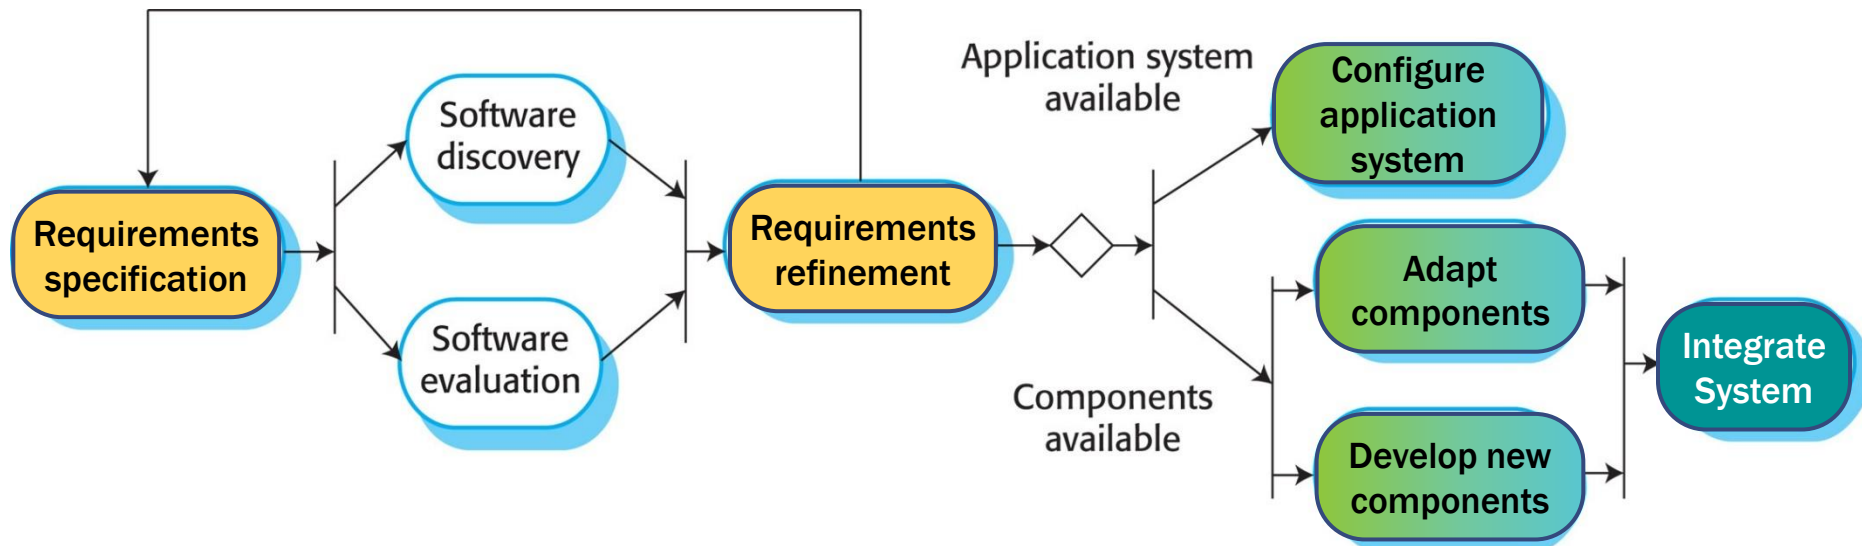 Requirements
specification
Software
discovery
Software
evaluation
Requirements
refinement
Application system
available
Components
available
Configure
application
system
Adapt
components
Develop new
components
Integrate
System